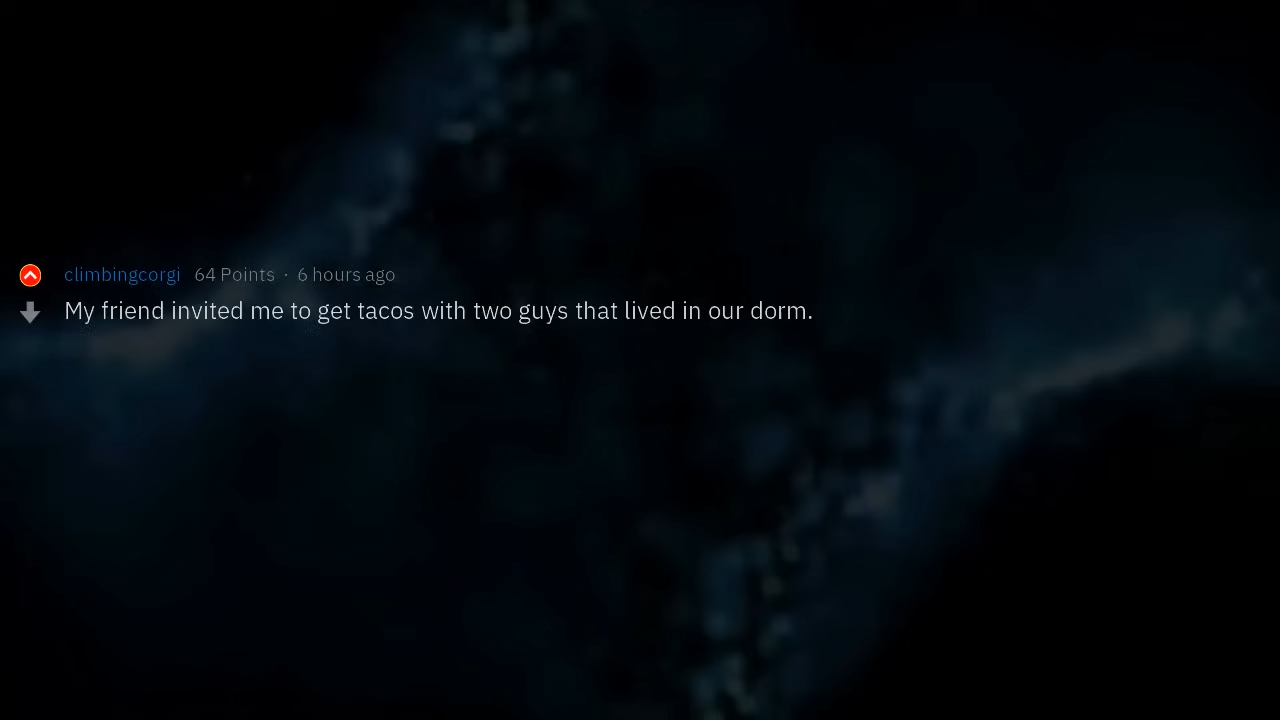 climbingcorgi 64 Points · 6 hours ago
My friend invited me to get tacos with two guys that lived in our dorm.